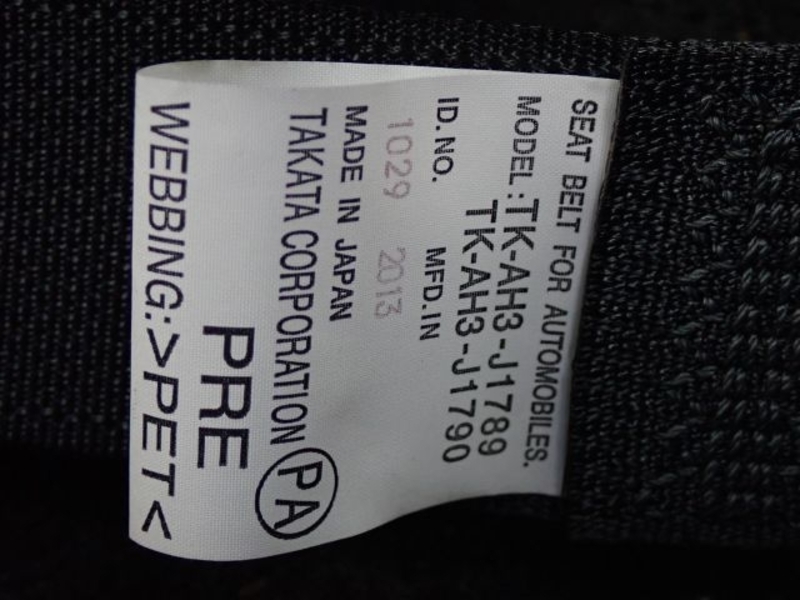 SEAT BELT FOR AUTOMOBILES.
MODEL:TK-AH3-J1789
TK-AH3-J1790
ID. NO. MFD. IN
1029 2013
MADE IN JAPAN
TAKATA CORPORATION PA
PRE
WEBBING:>PET<